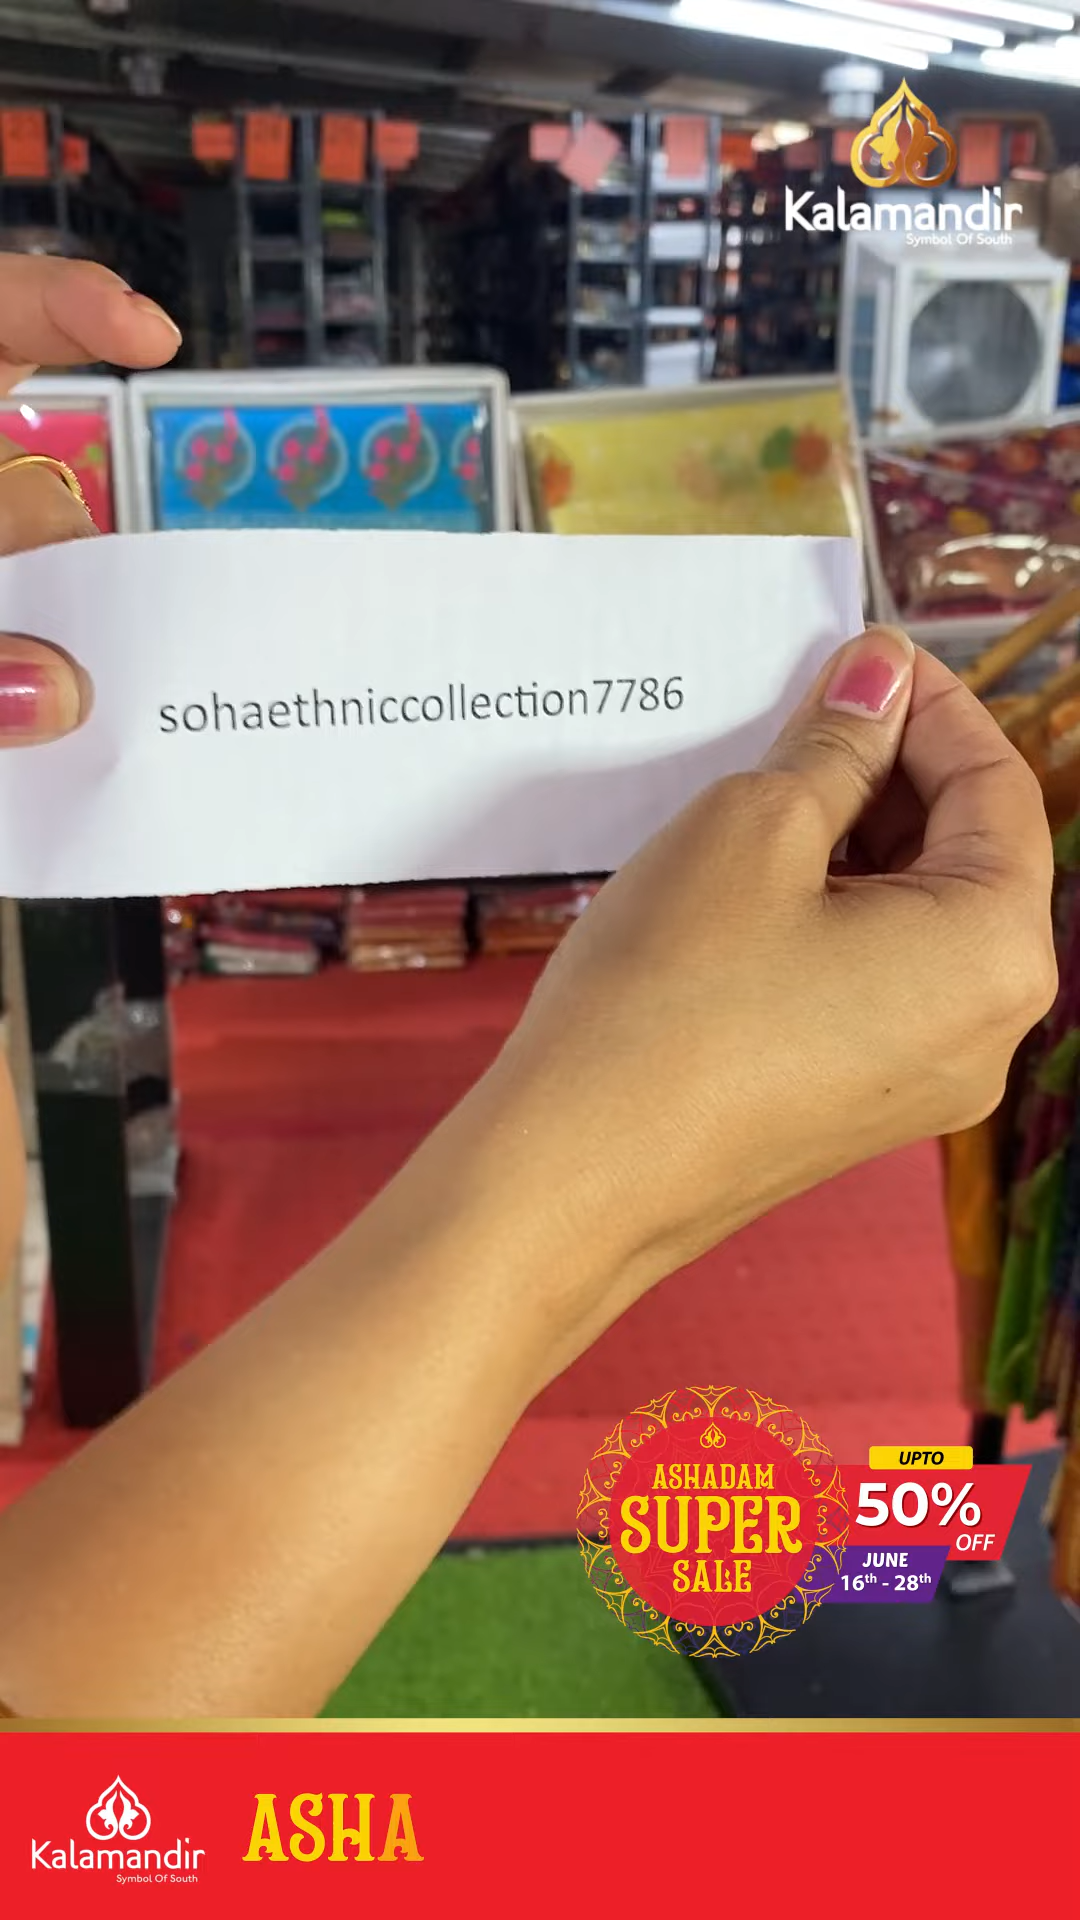 Kalamandir
Symbol Of South
sohaethniccollection7786
ASHADAM
SUPER
SALE
UPTO
50%
OFF
JUNE
16th - 28th
Kalamandir
Symbol Of South
ASHA